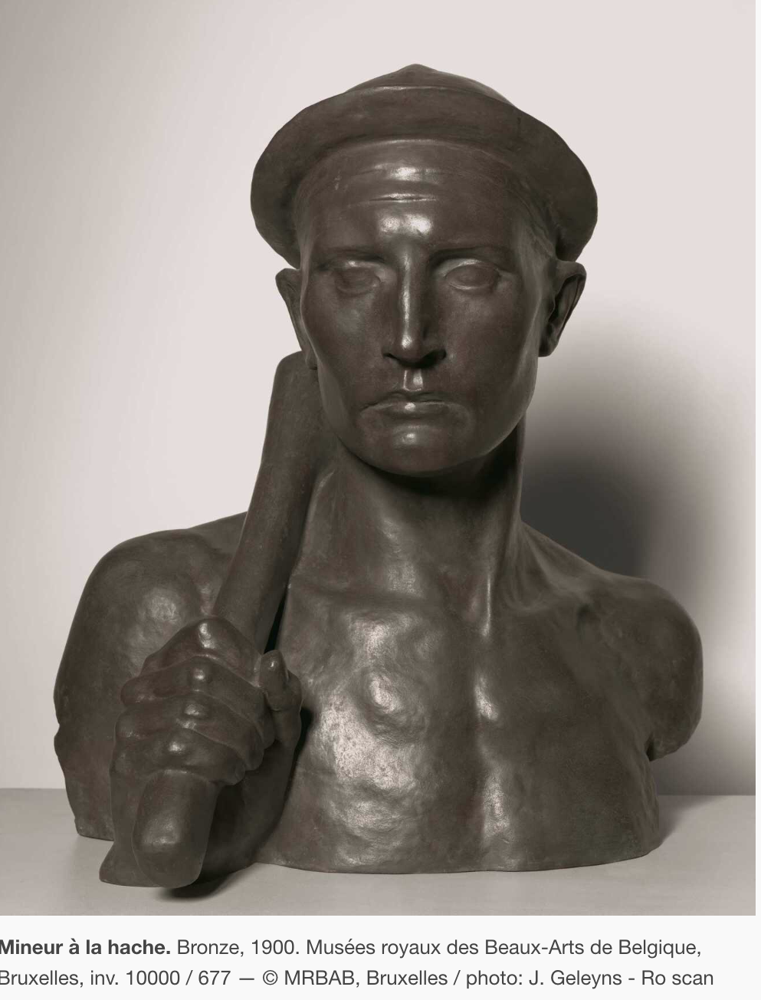 Mineur à la hache. Bronze, 1900. Musées royaux des Beaux-Arts de Belgique,
Bruxelles, inv. 10000 / 677 — © MRBAB, Bruxelles / photo: J. Geleyns - Ro scan